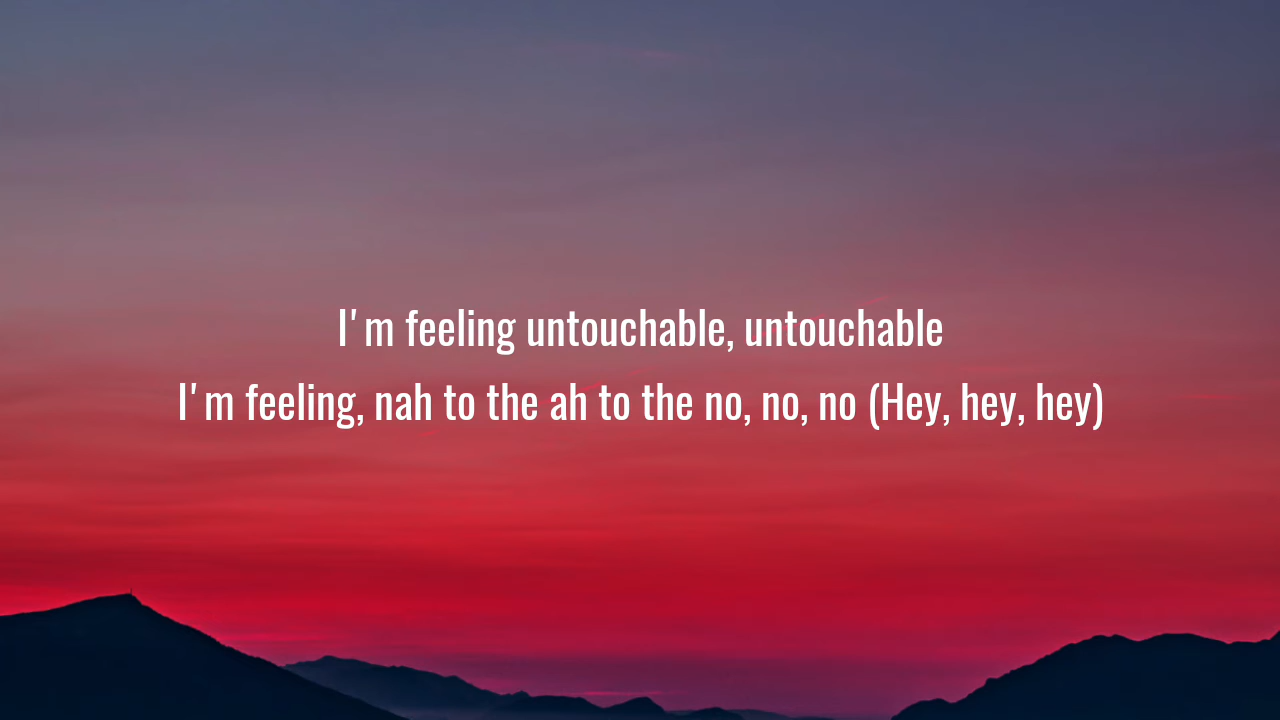 I'm feeling untouchable, untouchable
I'm feeling, nah to the ah to the no, no, no (Hey, hey, hey)